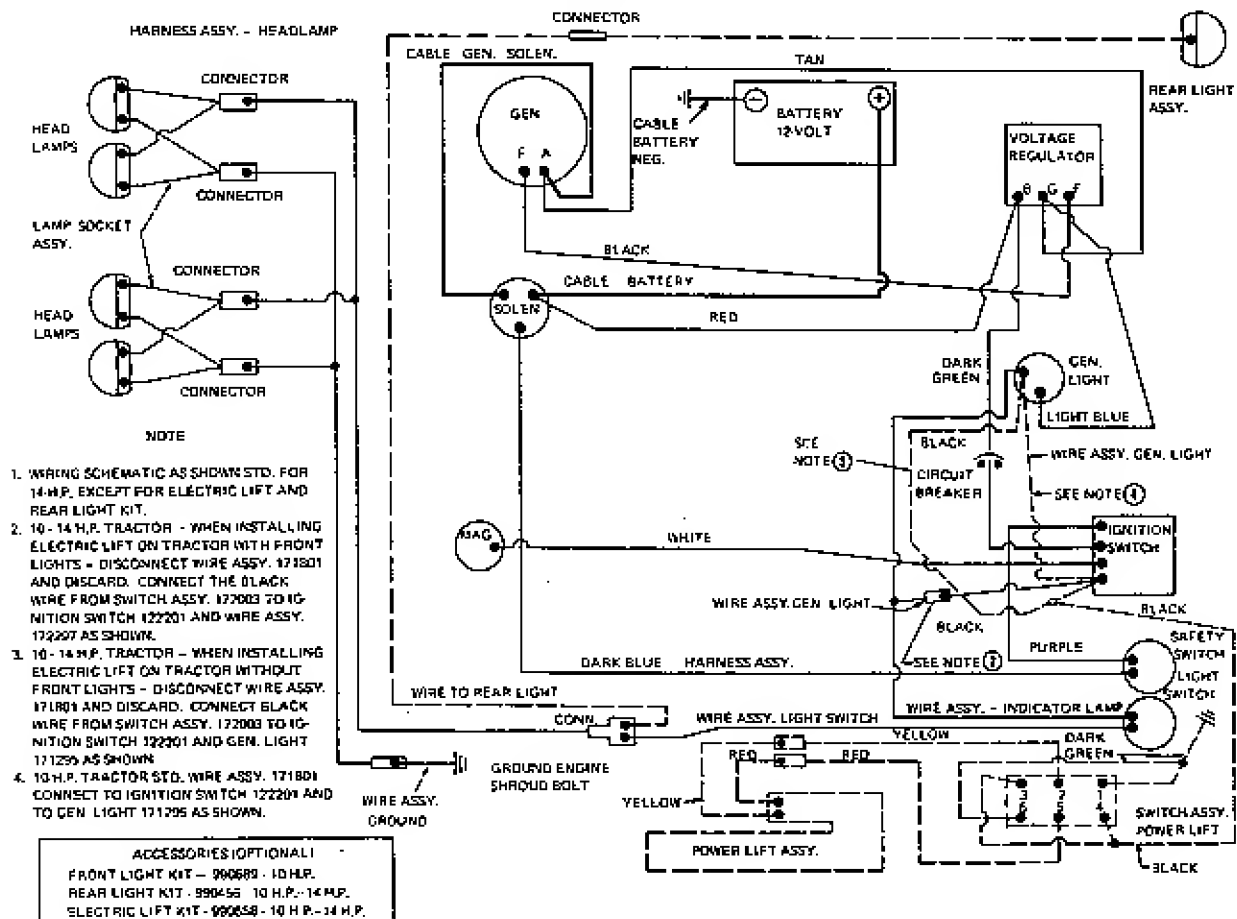 HARNESS ASSY. - HEADLAMP
CONNECTOR
CABLE GEN. SOLEN.
TAN
REAR LIGHT
ASSY.
CONNECTOR
HEAD
LAMPS
CONNECTOR
LAMP SOCKET
ASSY.
CONNECTOR
HEAD
LAMPS
CONNECTOR
GEN
F A
CABLE
BATTERY
NEG.
- +
BATTERY
12-VOLT
VOLTAGE
REGULATOR
B G F
BLACK
CABLE BATTERY
SOLEN
RED
DARK
GREEN
GEN.
LIGHT
LIGHT BLUE
BLACK
SEE
NOTE 3
CIRCUIT
BREAKER
WIRE ASSY. GEN. LIGHT
SEE NOTE 4
IGNITION
SWITCH
MAG
WHITE
WIRE ASSY. GEN. LIGHT
BLACK
BLACK
SEE NOTE 2
PURPLE
SAFETY
SWITCH
LIGHT
SWITCH
DARK BLUE HARNESS ASSY.
WIRE TO REAR LIGHT
CONN.
WIRE ASSY. LIGHT SWITCH
WIRE ASSY. - INDICATOR LAMP
YELLOW
DARK
GREEN
RED RED
YELLOW
GROUND ENGINE
SHROUD BOLT
WIRE ASSY.
GROUND
POWER LIFT ASSY.
SWITCH ASSY.
POWER LIFT
BLACK
NOTE
1. WIRING SCHEMATIC AS SHOWN STD. FOR
14-H.P. EXCEPT FOR ELECTRIC LIFT AND
REAR LIGHT KIT.
2. 10 - 14 H.P. TRACTOR - WHEN INSTALLING
ELECTRIC LIFT ON TRACTOR WITH FRONT
LIGHTS - DISCONNECT WIRE ASSY. 171801
AND DISCARD. CONNECT THE BLACK
WIRE FROM SWITCH ASSY. 172003 TO IG-
NITION SWITCH 122201 AND WIRE ASSY.
172297 AS SHOWN.
3. 10 - 14 H.P. TRACTOR - WHEN INSTALLING
ELECTRIC LIFT ON TRACTOR WITHOUT
FRONT LIGHTS - DISCONNECT WIRE ASSY.
171801 AND DISCARD. CONNECT BLACK
WIRE FROM SWITCH ASSY. 172003 TO IG-
NITION SWITCH 122201 AND GEN. LIGHT
171295 AS SHOWN
4. 10 H.P. TRACTOR STD. WIRE ASSY. 171801
CONNECT TO IGNITION SWITCH 122201 AND
TO GEN. LIGHT 171295 AS SHOWN.
ACCESSORIES (OPTIONAL)
FRONT LIGHT KIT - 990689 - 10 H.P.
REAR LIGHT KIT - 990456 10 H.P. - 14 H.P.
ELECTRIC LIFT KIT - 990658 - 10 H.P. - 14 H.P.